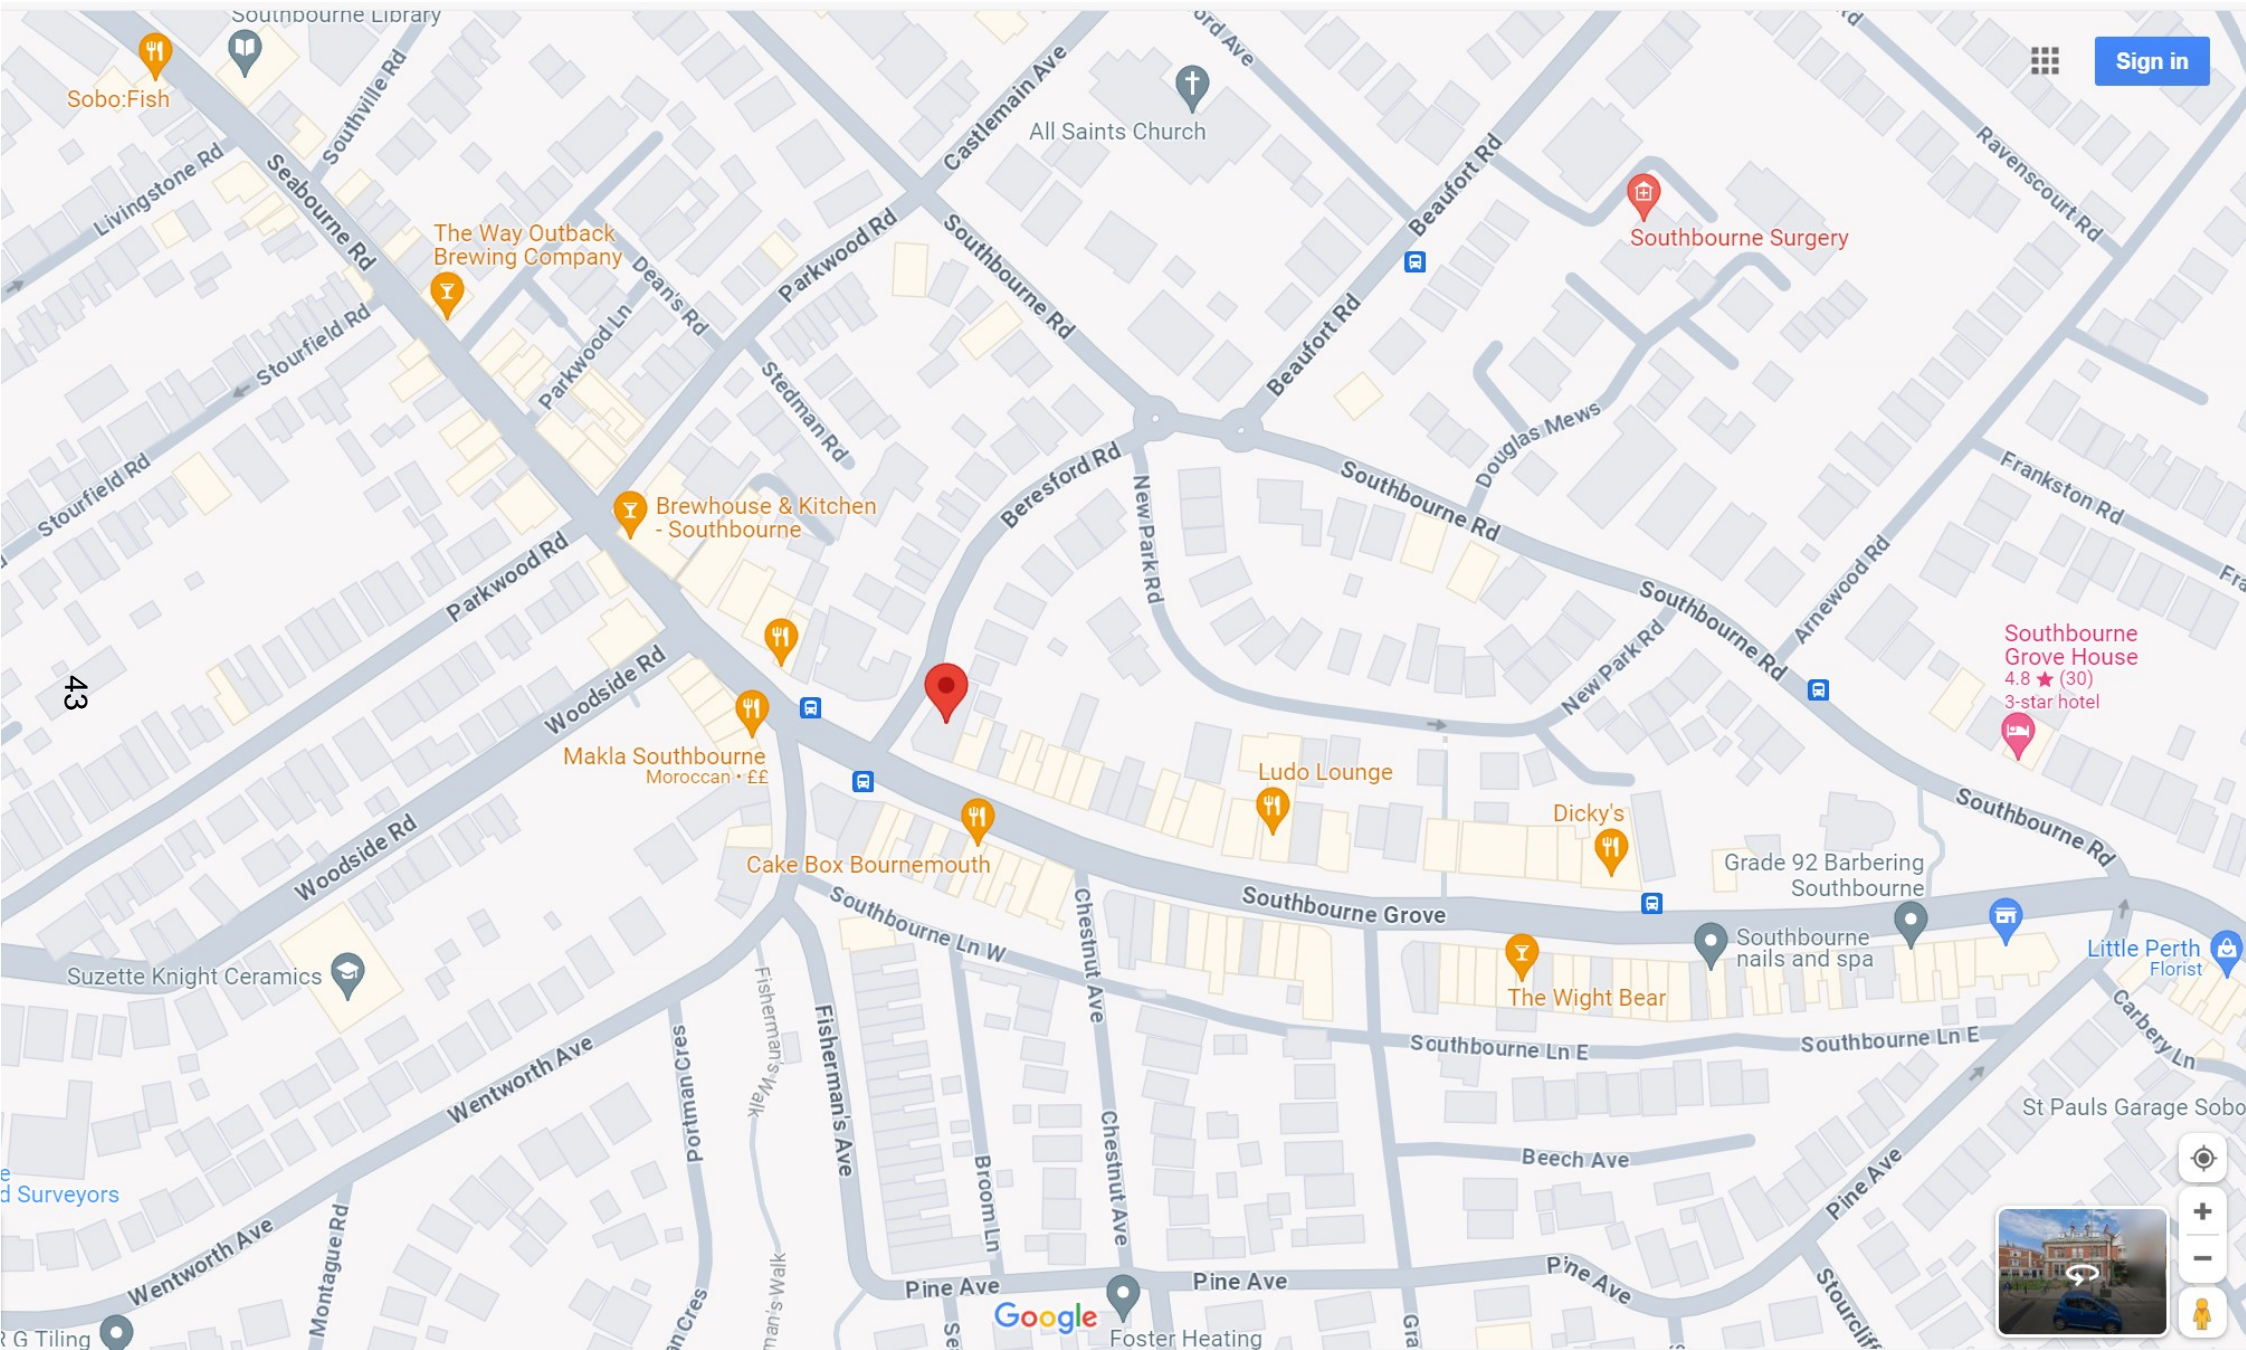 Southbourne Library
Sobo:Fish
Southville Rd
Livingstone Rd
Seabourne Rd
Castlemain Ave
All Saints Church
Beaufort Rd
Ravenscourt Rd
Sign in
The Way Outback
Brewing Company
Parkwood Rd
Southbourne Rd
Southbourne Surgery
Dean's Rd
Parkwood Ln
Stourfield Rd
Beaufort Rd
Stedman Rd
Stourfield Rd
Brewhouse & Kitchen
- Southbourne
Beresford Rd
New Park Rd
Southbourne Rd
Douglas Mews
Frankston Rd
Parkwood Rd
Southbourne Rd
Arnewood Rd
Southbourne
Grove House
4.8 ★ (30)
3-star hotel
43
Woodside Rd
New Park Rd
Makla Southbourne
Moroccan · ££
Ludo Lounge
Dicky's
Southbourne Rd
Woodside Rd
Cake Box Bournemouth
Grade 92 Barbering
Southbourne
Southbourne Ln W
Chestnut Ave
Southbourne Grove
Southbourne
nails and spa
Little Perth
Florist
Suzette Knight Ceramics
The Wight Bear
Fisherman's Walk
Fisherman's Ave
Southbourne Ln E
Southbourne Ln E
Carbery Ln
Wentworth Ave
Portman Cres
St Pauls Garage Sobo
Chestnut Ave
Broom Ln
Beech Ave
Pine Ave
d Surveyors
Wentworth Ave
Montague Rd
Pine Ave
Pine Ave
Pine Ave
Google
Foster Heating
G Tiling